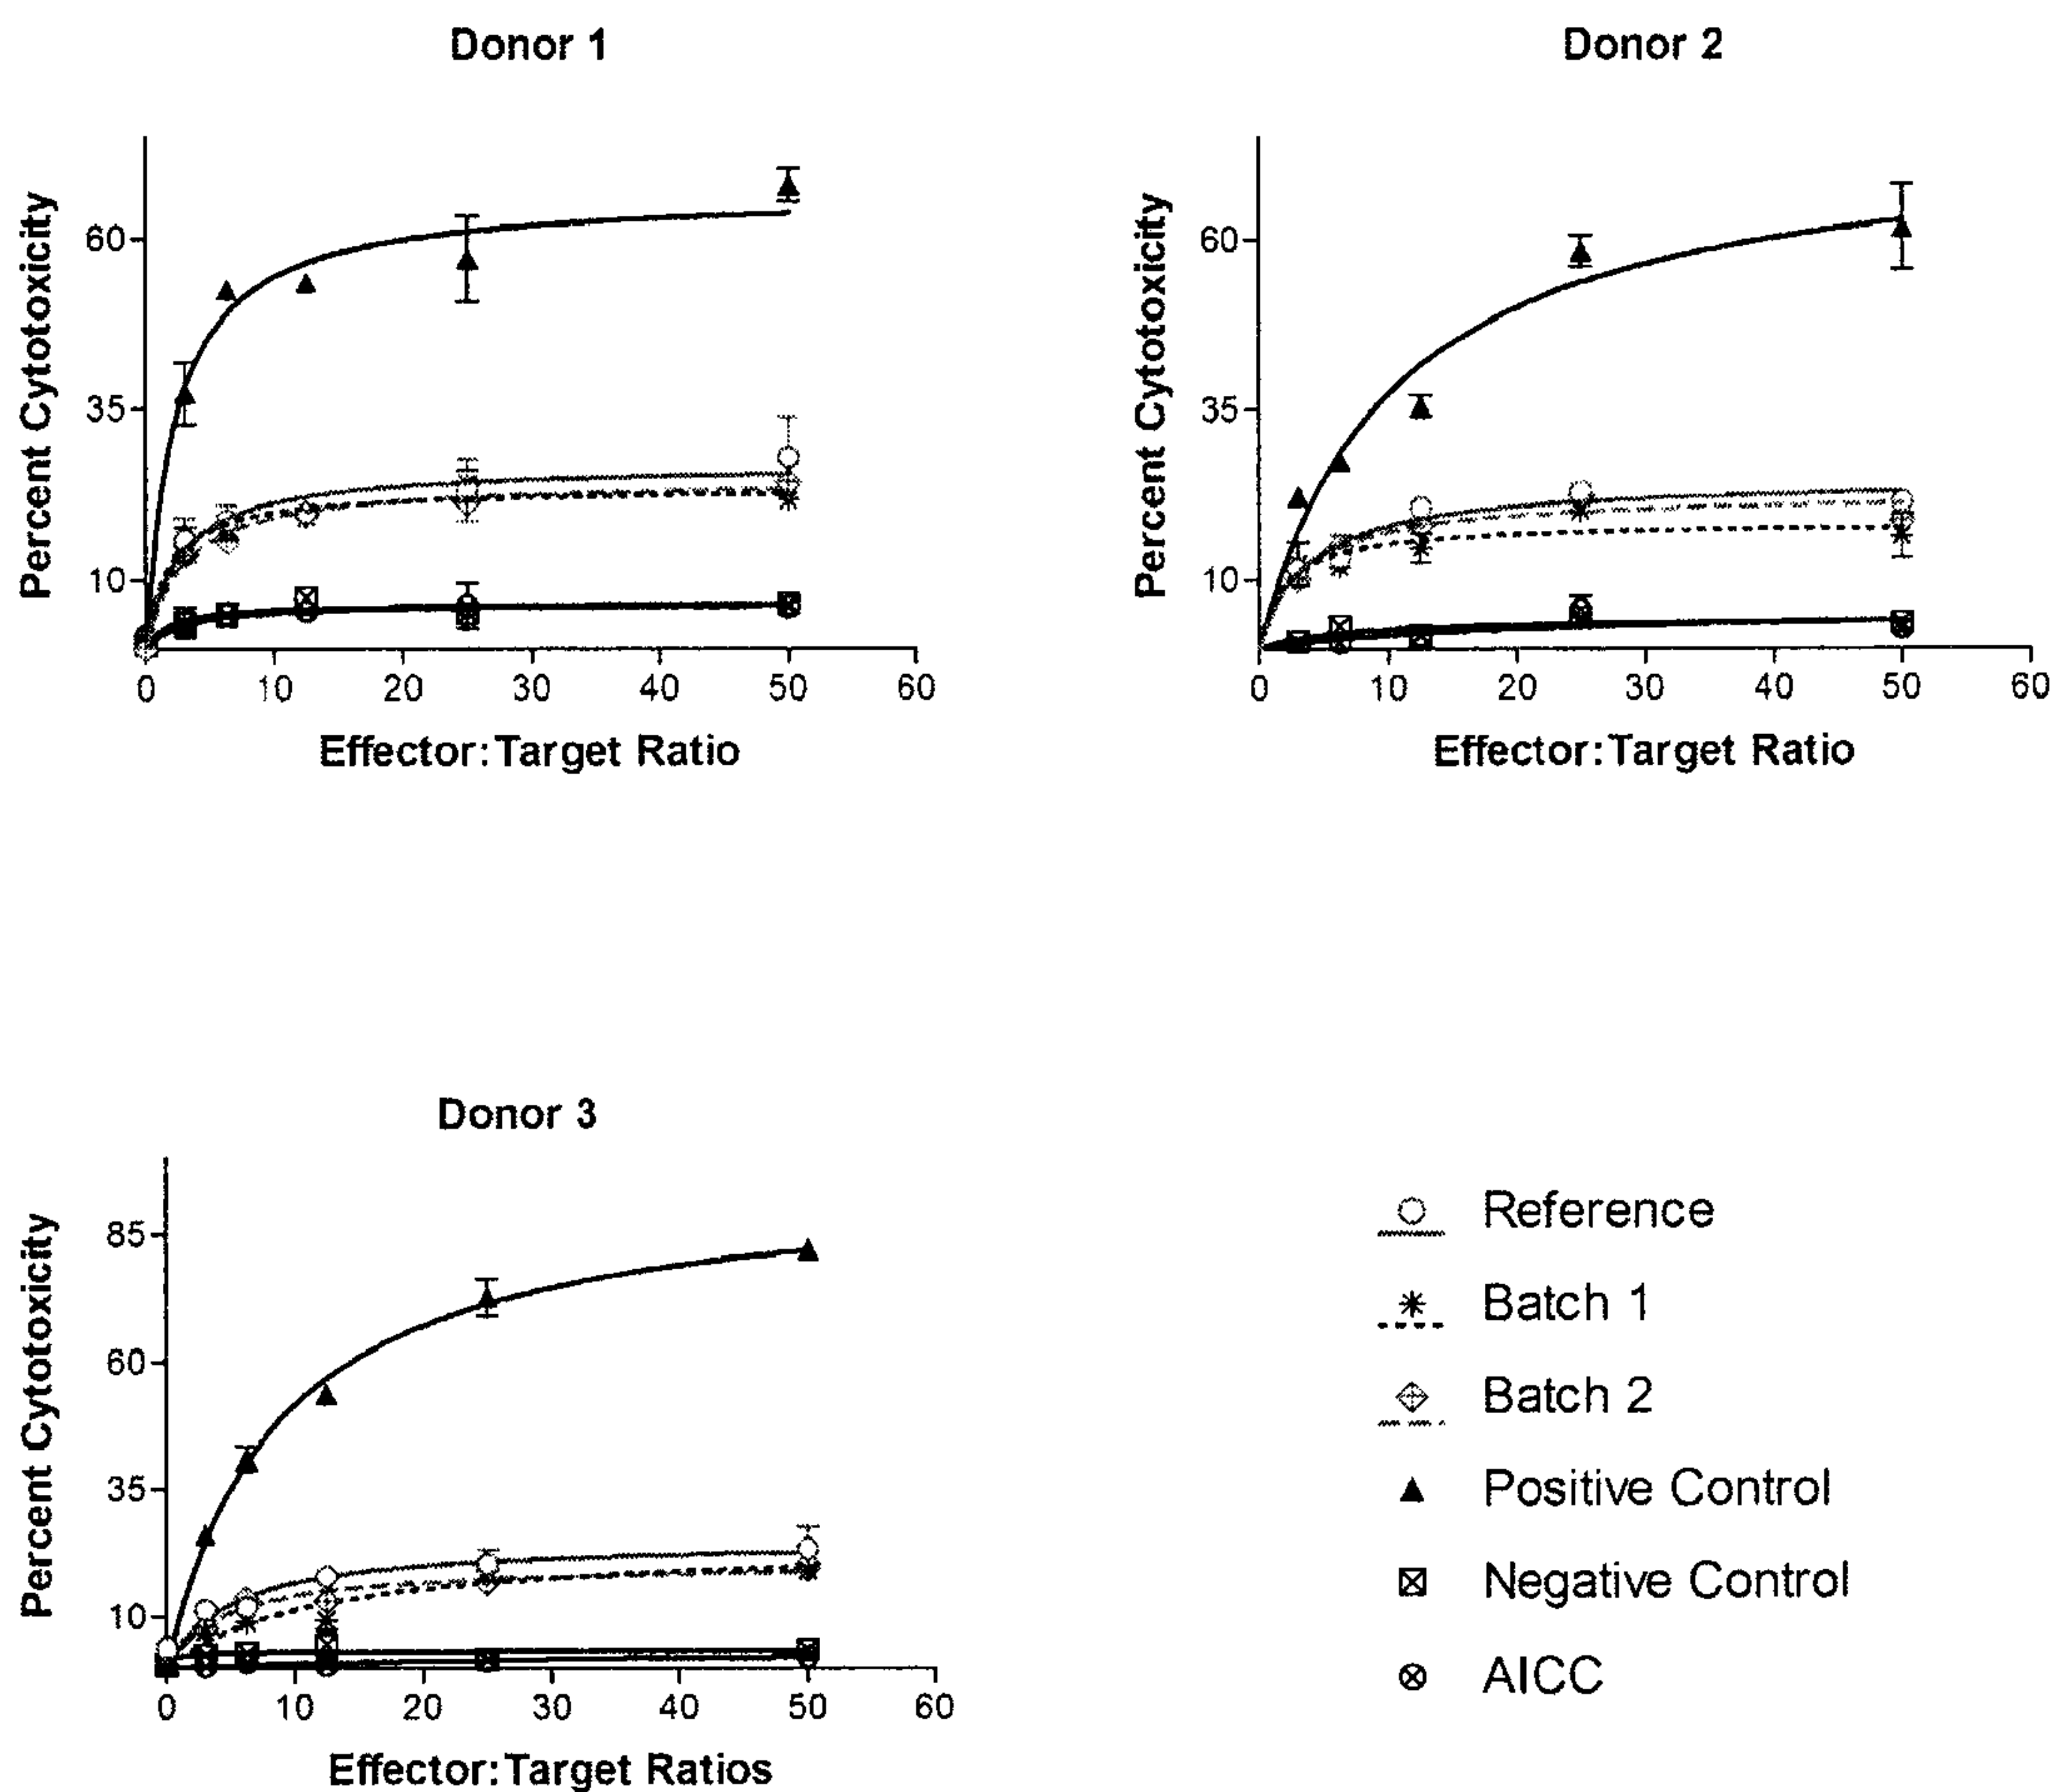 Donor 1
Percent Cytotoxicity
60
35
10
0 10 20 30 40 50 60
Effector:Target Ratio
Donor 2
Percent Cytotoxicity
60
35
10
0 10 20 30 40 50 60
Effector:Target Ratio
Donor 3
Percent Cytotoxicity
85
60
35
10
0 10 20 30 40 50 60
Effector:Target Ratios
Reference
Batch 1
Batch 2
Positive Control
Negative Control
AICC